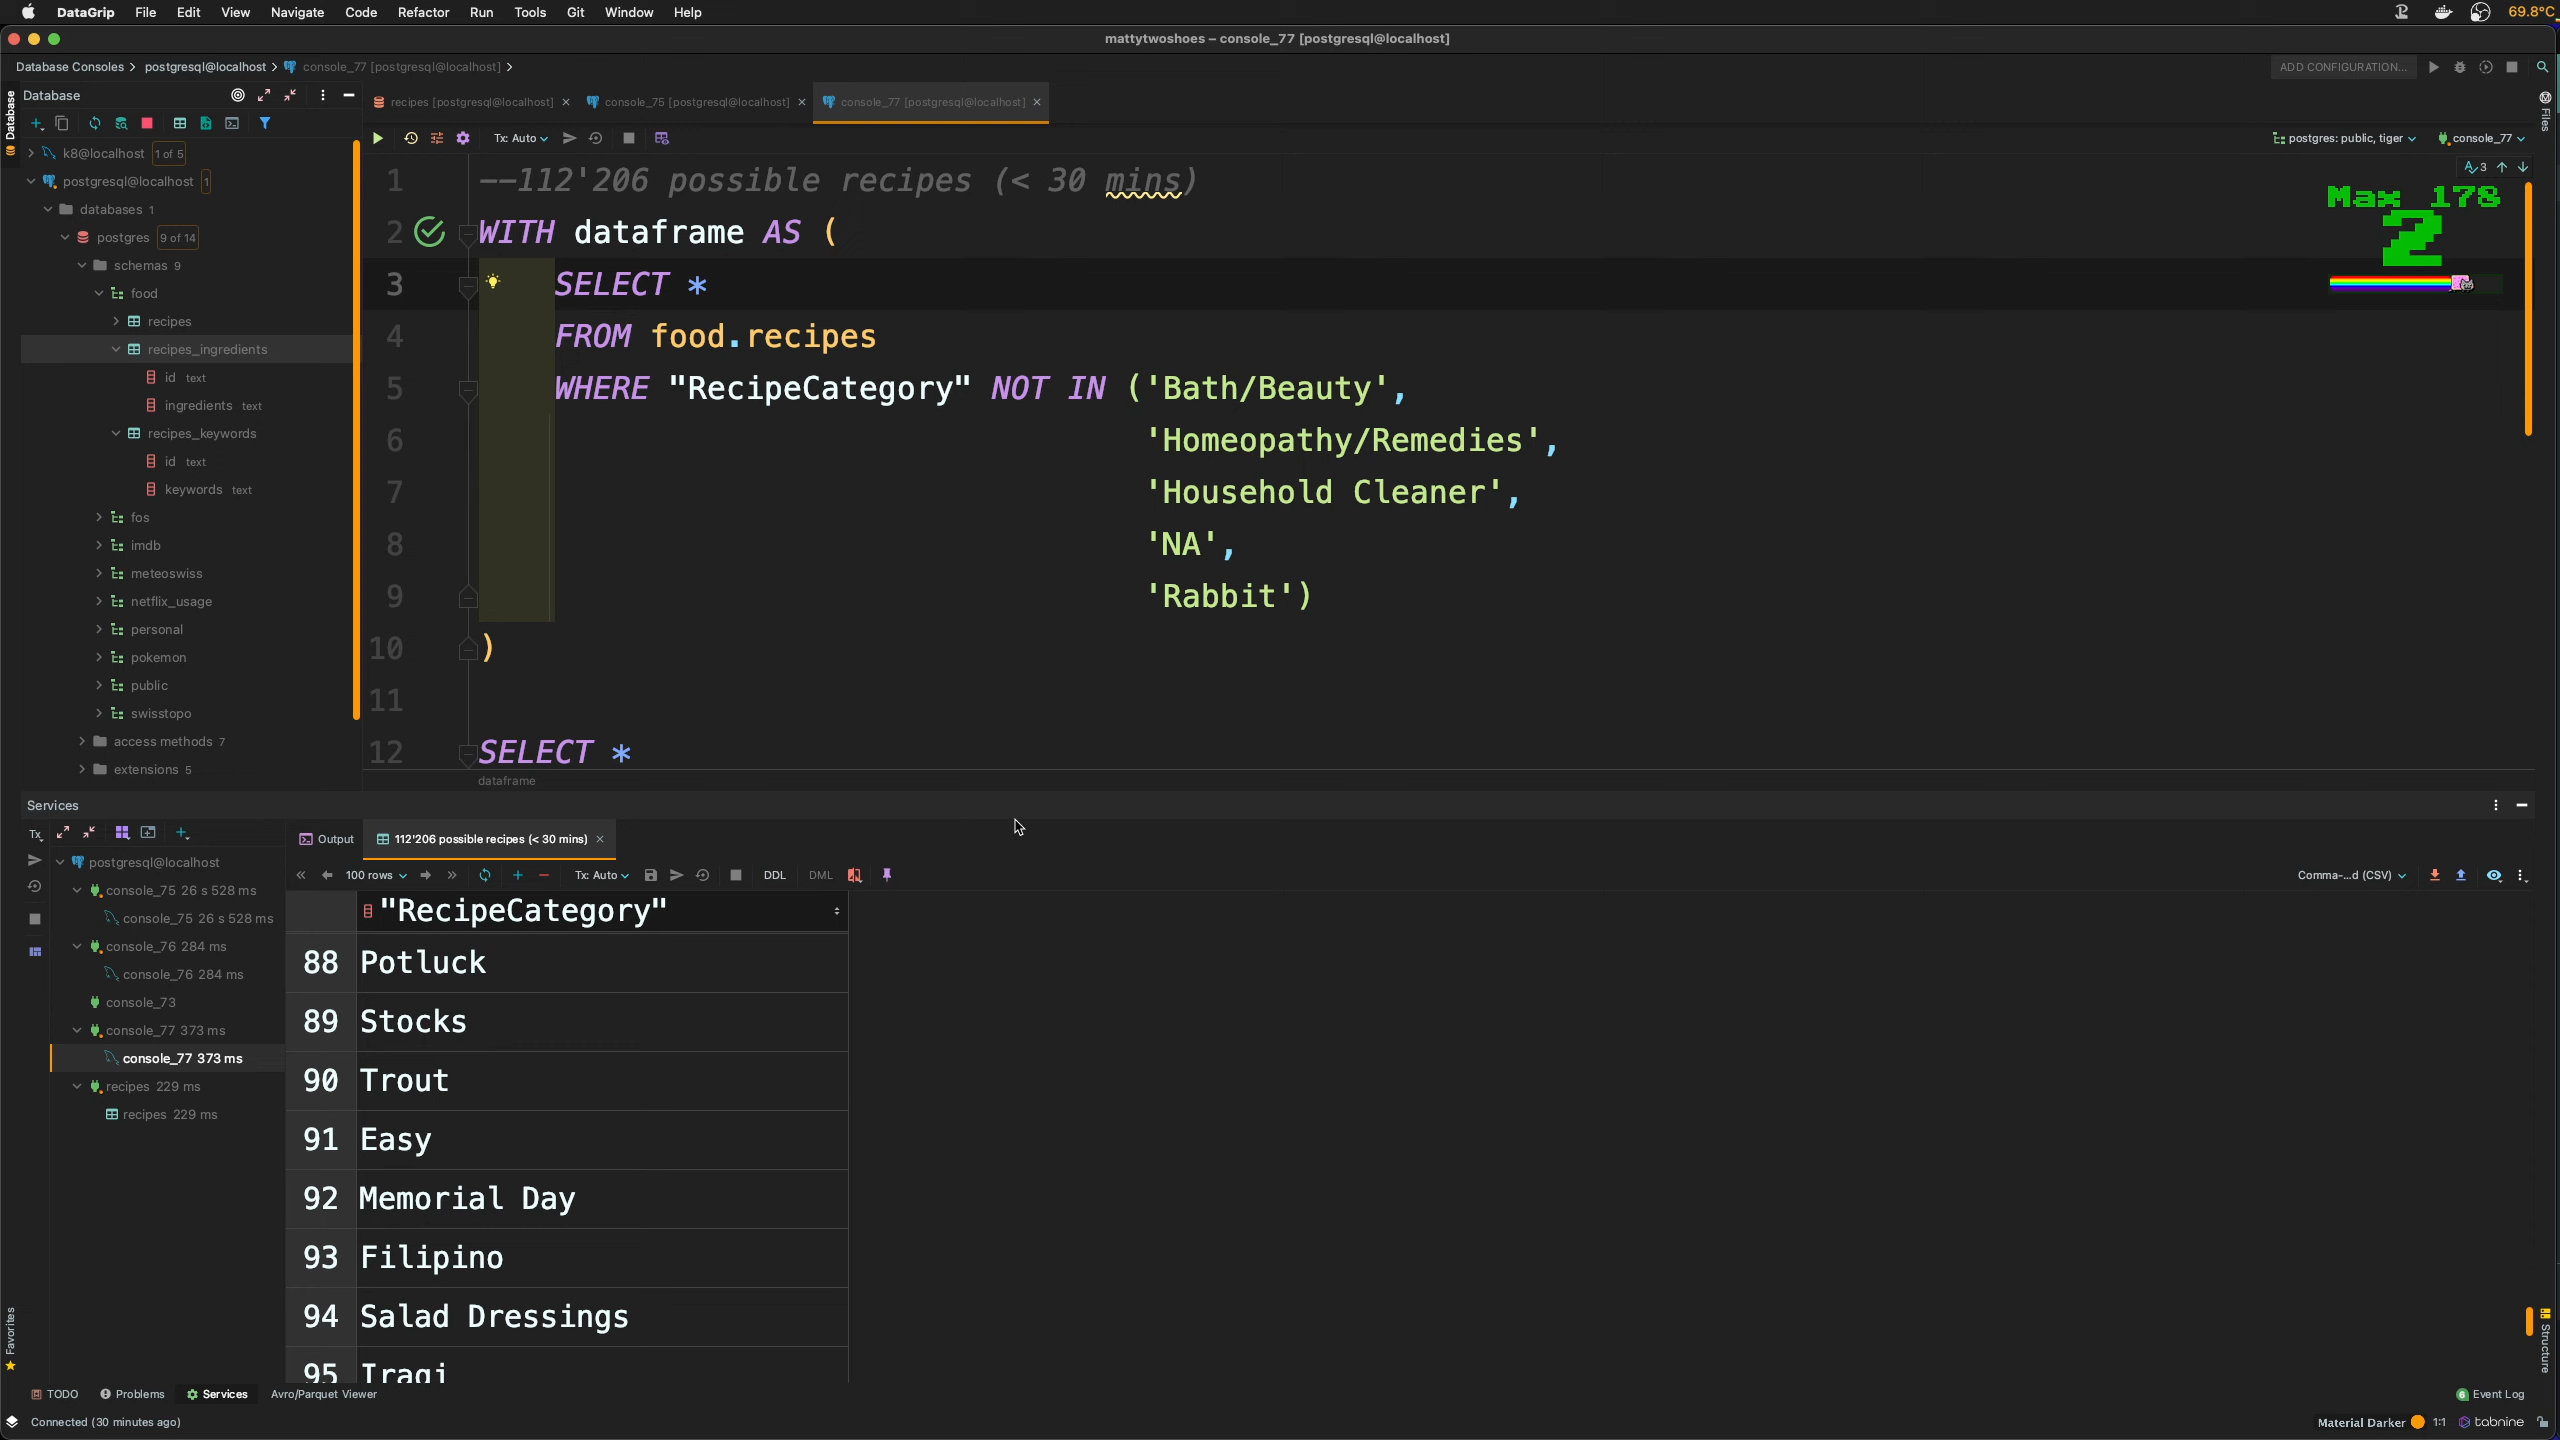 DataGrip File Edit View Navigate Code Refactor Run Tools Git Window Help 69.8°C
mattytwoshoes – console_77 [postgresql@localhost]
Database Consoles postgresql@localhost console_77 [postgresql@localhost] ADD CONFIGURATION...
Database
recipes [postgresql@localhost] console_75 [postgresql@localhost] console_77 [postgresql@localhost]
Tx: Auto postgres: public, tiger console_77
3
Max 178
2
Database
Files
k8@localhost 1 of 5
postgresql@localhost 1
databases 1
postgres 9 of 14
schemas 9
food
recipes
recipes_ingredients
id text
ingredients text
recipes_keywords
id text
keywords text
fos
imdb
meteoswiss
netflix_usage
personal
pokemon
public
swisstopo
access methods 7
extensions 5
1 --112'206 possible recipes (< 30 mins)
2 WITH dataframe AS (
3 SELECT *
4 FROM food.recipes
5 WHERE "RecipeCategory" NOT IN ('Bath/Beauty',
6 'Homeopathy/Remedies',
7 'Household Cleaner',
8 'NA',
9 'Rabbit')
10 )
11
12 SELECT *
dataframe
Services
Tx
Output 112'206 possible recipes (< 30 mins)
100 rows Tx: Auto DDL DML Comma-...d (CSV)
postgresql@localhost
console_75 26 s 528 ms
console_75 26 s 528 ms
console_76 284 ms
console_76 284 ms
console_73
console_77 373 ms
console_77 373 ms
recipes 229 ms
recipes 229 ms
"RecipeCategory"
88 Potluck
89 Stocks
90 Trout
91 Easy
92 Memorial Day
93 Filipino
94 Salad Dressings
95 Iraqi
Favorites
Structure
TODO Problems Services Avro/Parquet Viewer 6 Event Log
Connected (30 minutes ago) Material Darker 1:1 tabnine